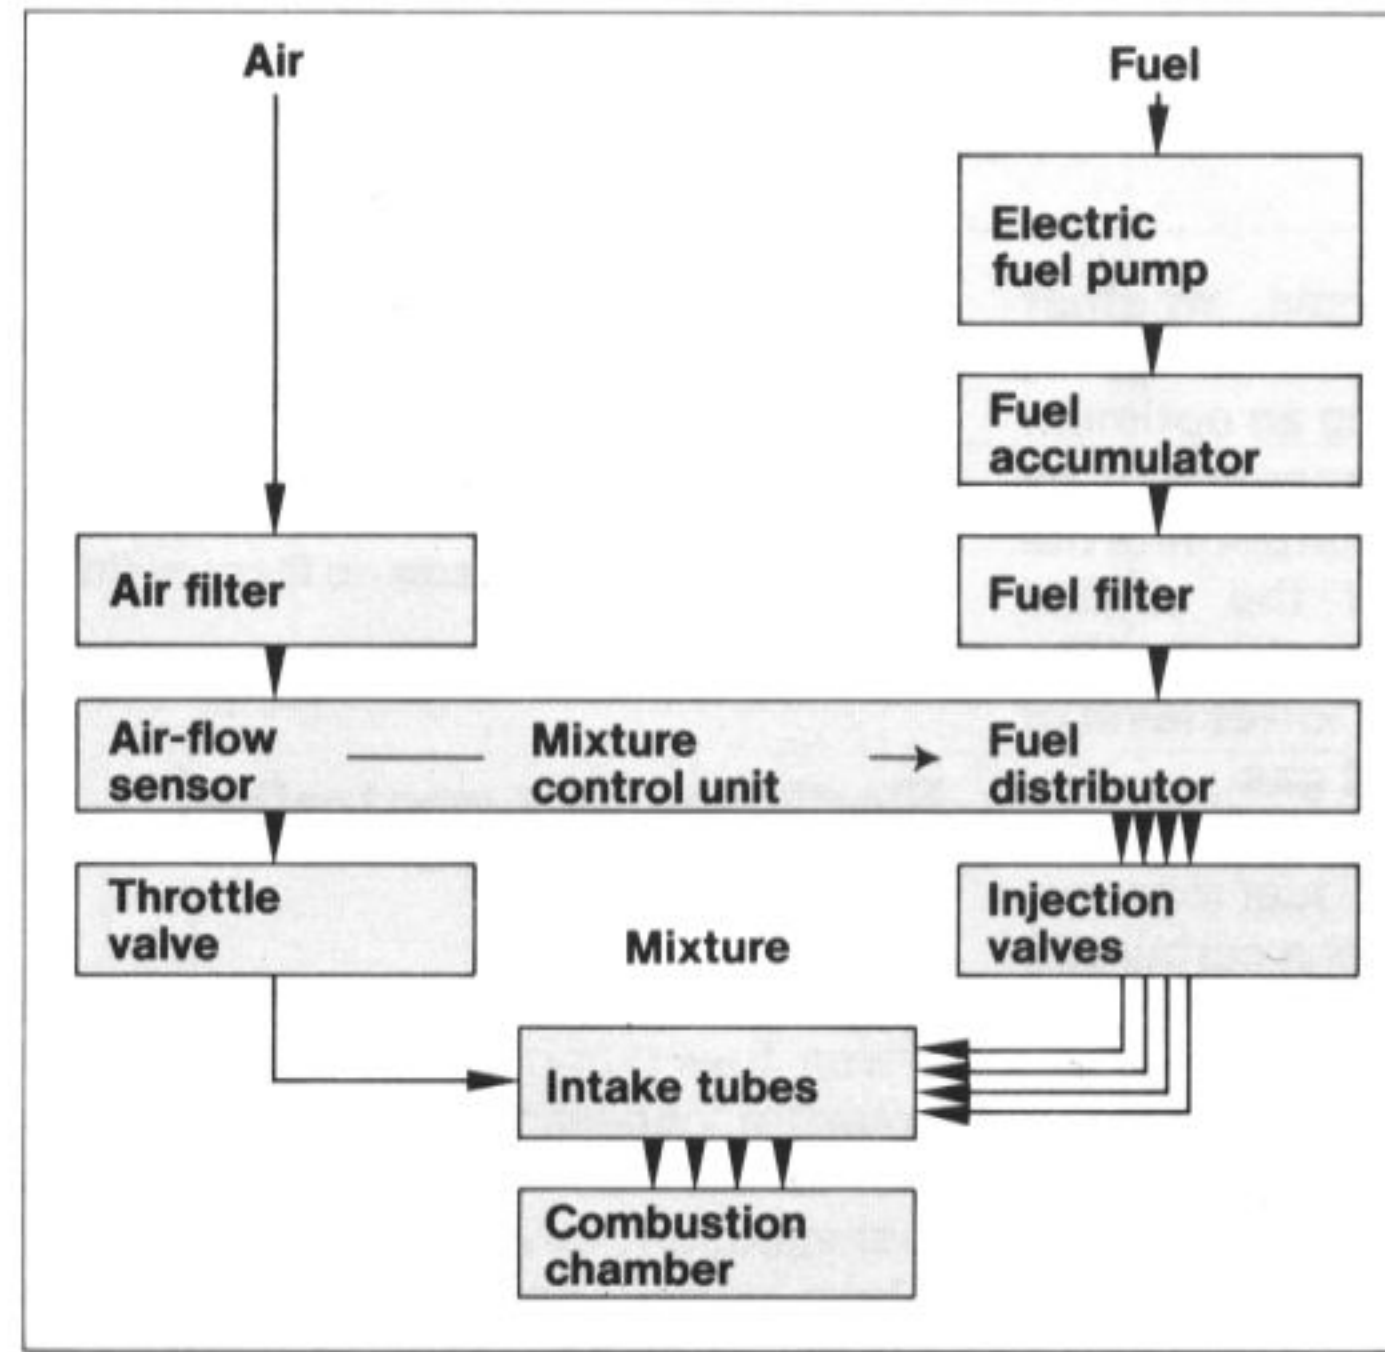 Air
Fuel
Electric
fuel pump
Fuel
accumulator
Air filter
Fuel filter
Air-flow
sensor
Mixture
control unit
Fuel
distributor
Throttle
valve
Mixture
Injection
valves
Intake tubes
Combustion
chamber